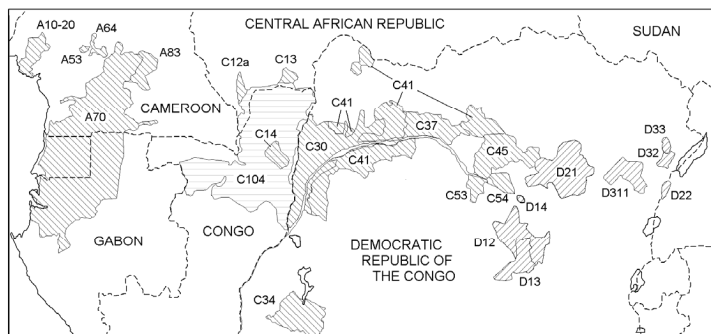 CENTRAL AFRICAN REPUBLIC
SUDAN
A10-20
A64
A53
A83
C12a
C13
C41
CAMEROON
C41
A70
C37
C14
C30
C41
C45
D33
D32
D21
C104
C53
C54
D311
D22
D14
GABON
CONGO
DEMOCRATIC
REPUBLIC OF
THE CONGO
D12
D13
C34